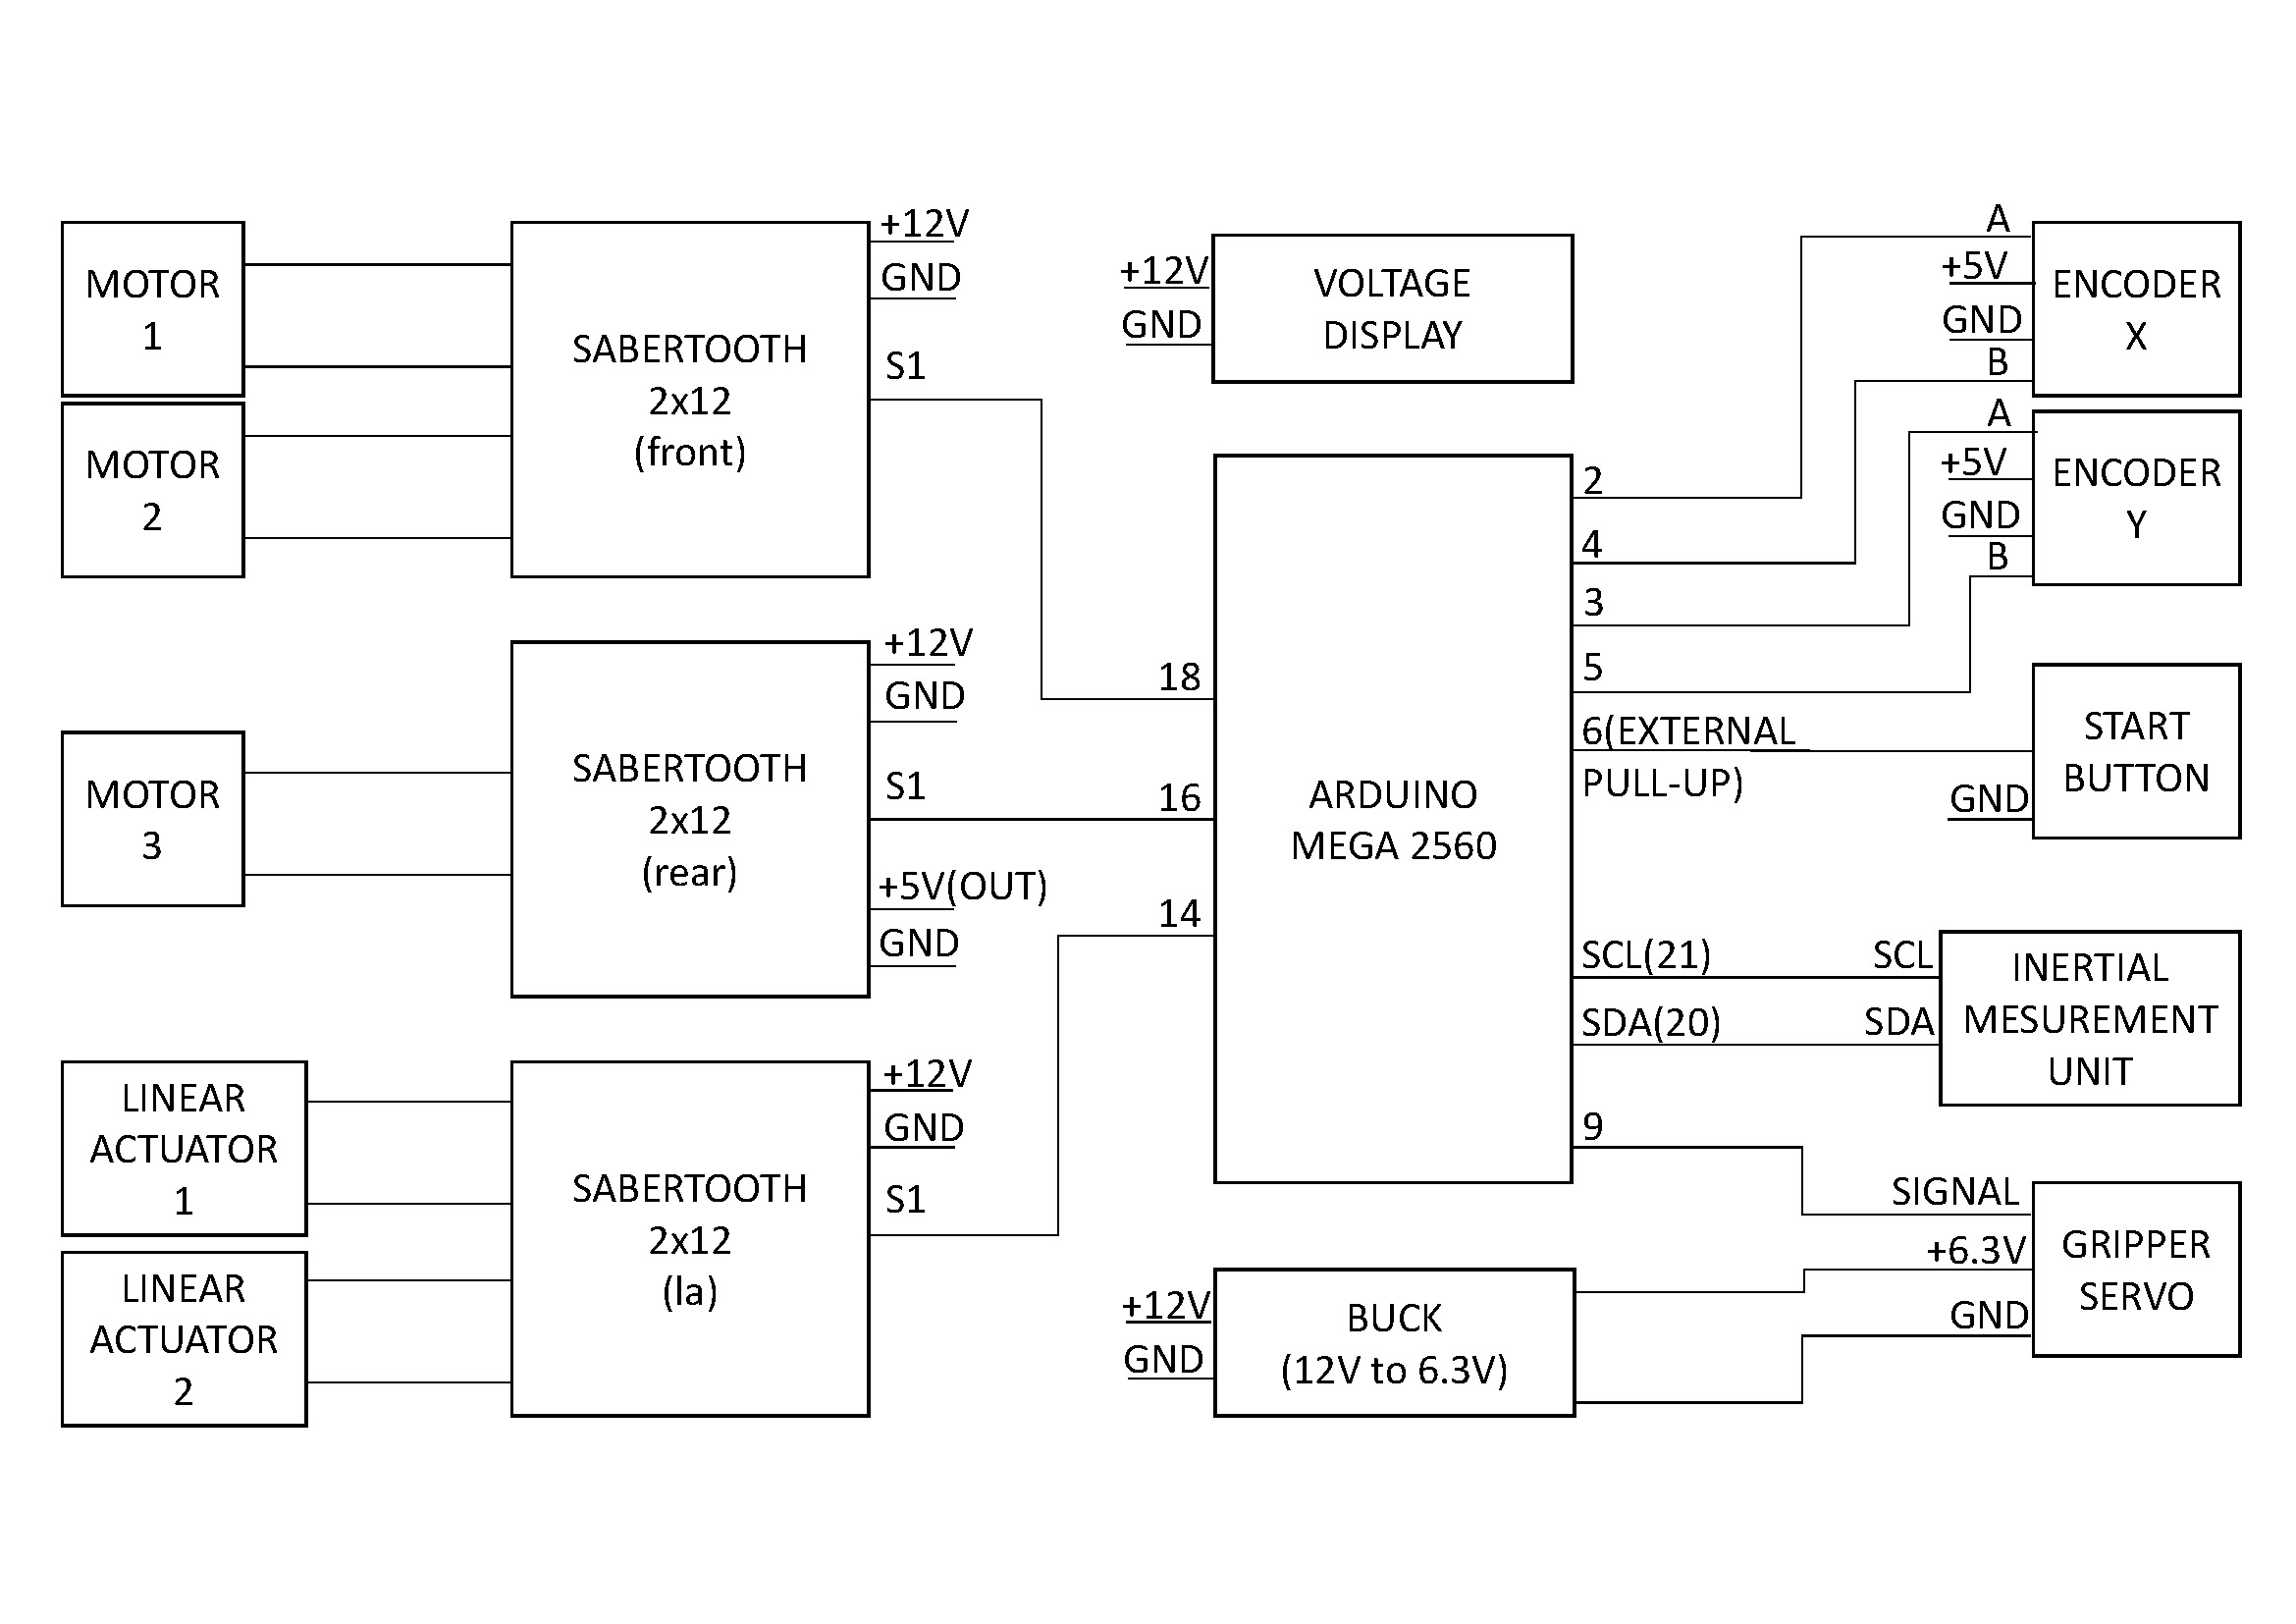 MOTOR
1
MOTOR
2
SABERTOOTH
2x12
(front)
+12V
GND
S1
MOTOR
3
SABERTOOTH
2x12
(rear)
+12V
GND
S1
+5V(OUT)
GND
LINEAR
ACTUATOR
1
LINEAR
ACTUATOR
2
SABERTOOTH
2x12
(la)
+12V
GND
S1
+12V
GND
VOLTAGE
DISPLAY
18
16
14
ARDUINO
MEGA 2560
2
4
3
5
6(EXTERNAL
PULL-UP)
SCL(21)
SDA(20)
9
+12V
GND
BUCK
(12V to 6.3V)
A
+5V
GND
B
ENCODER
X
A
+5V
GND
B
ENCODER
Y
GND
START
BUTTON
SCL
SDA
INERTIAL
MESUREMENT
UNIT
SIGNAL
+6.3V
GND
GRIPPER
SERVO